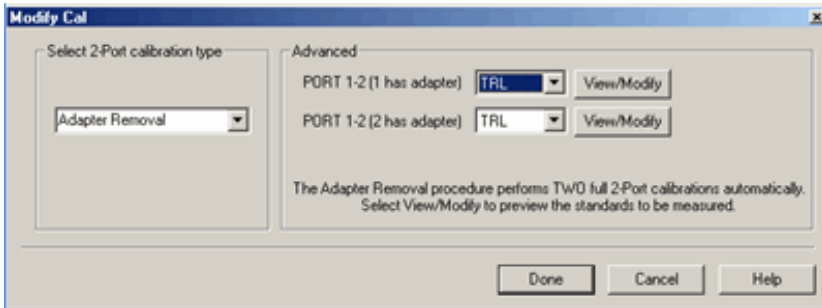 Modify Cal
Select 2-Port calibration type
Adapter Removal
Advanced
PORT 1-2 (1 has adapter) TRL View/Modify
PORT 1-2 (2 has adapter) TRL View/Modify
The Adapter Removal procedure performs TWO full 2-Port calibrations automatically.
Select View/Modify to preview the standards to be measured.
Done Cancel Help